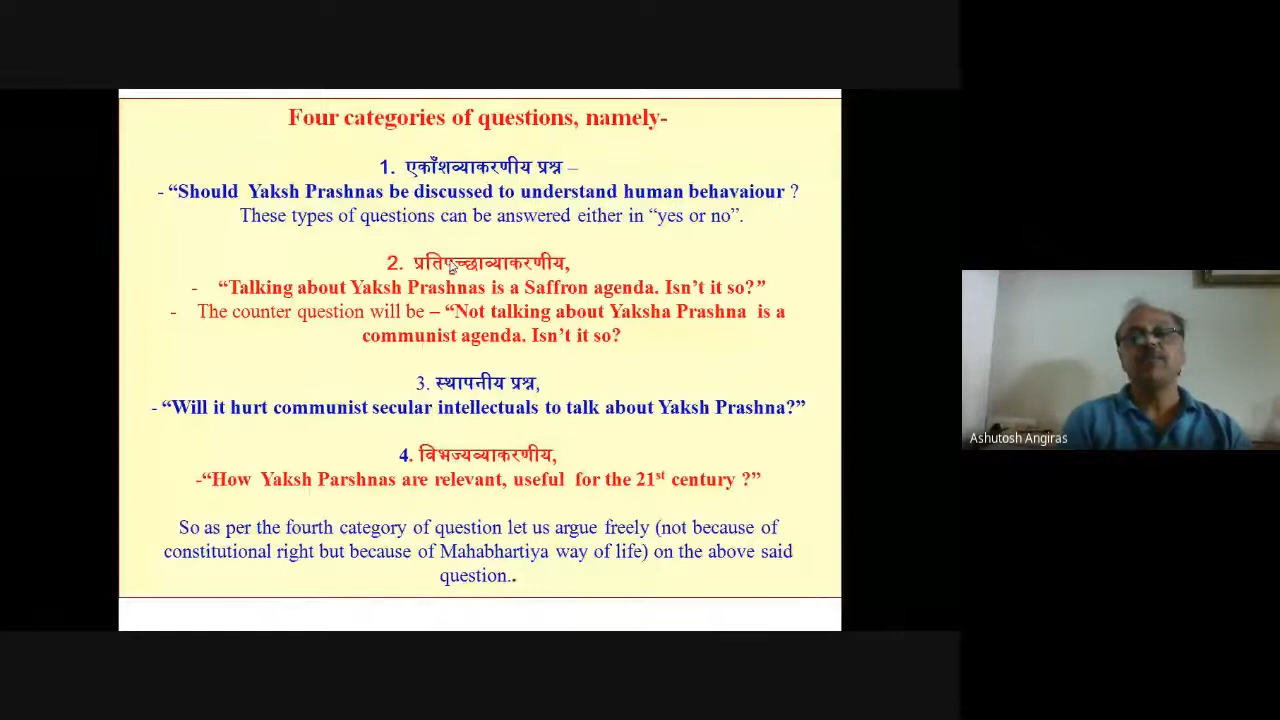 Four categories of questions, namely-
1. एकाँशव्याकरणीय प्रश्न –
- “Should Yaksh Prashnas be discussed to understand human behavaiour ?
These types of questions can be answered either in “yes or no”.
2. प्रतिपृच्छाव्याकरणीय,
- “Talking about Yaksh Prashnas is a Saffron agenda. Isn’t it so?”
- The counter question will be – “Not talking about Yaksha Prashna is a
communist agenda. Isn’t it so?
3. स्थापनीय प्रश्न,
- “Will it hurt communist secular intellectuals to talk about Yaksh Prashna?”
4. विभज्यव्याकरणीय,
-“How Yaksh Parshnas are relevant, useful for the 21st century ?”
So as per the fourth category of question let us argue freely (not because of
constitutional right but because of Mahabhartiya way of life) on the above said
question..
Ashutosh Angiras